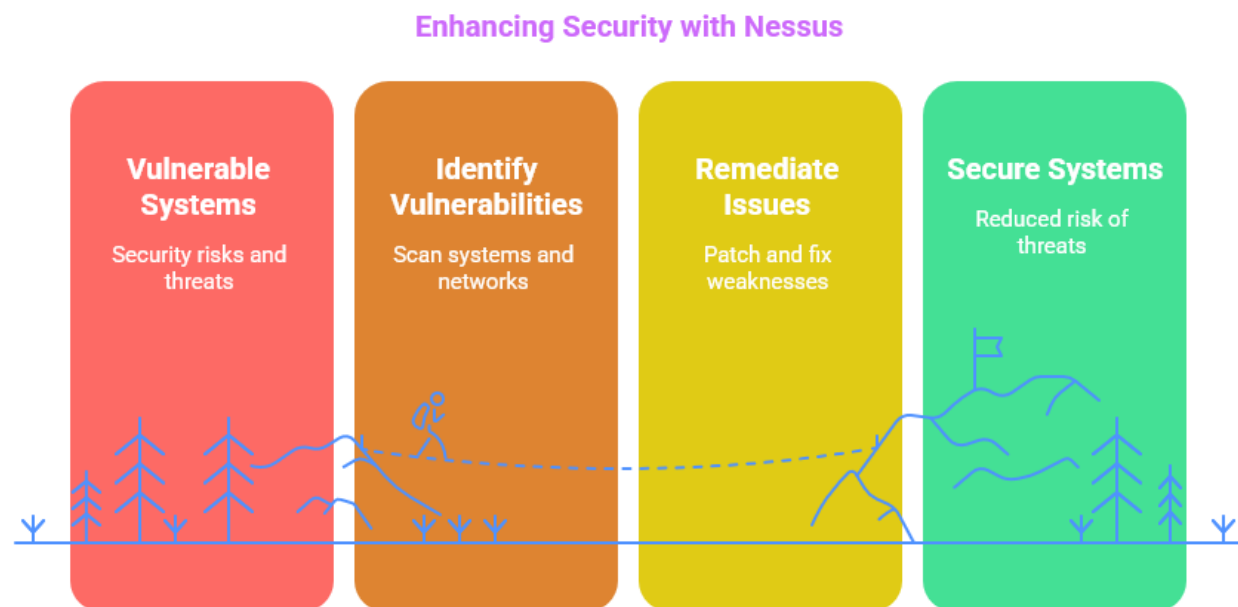 Enhancing Security with Nessus
Vulnerable
Systems
Security risks and
threats
Identify
Vulnerabilities
Scan systems and
networks
Remediate
Issues
Patch and fix
weaknesses
Secure Systems
Reduced risk of
threats